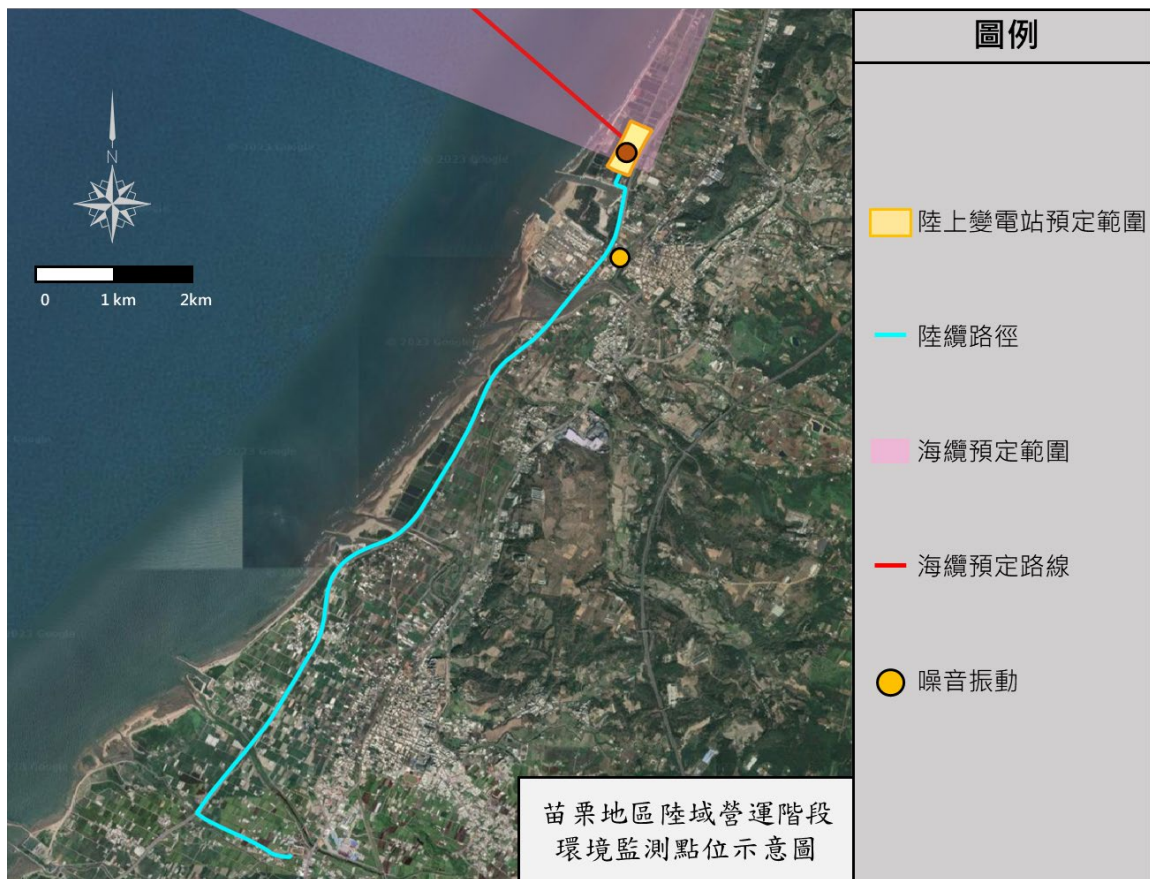 圖例
N
0 1 km 2km
陸上變電站預定範圍
陸纜路徑
海纜預定範圍
海纜預定路線
噪音振動
苗栗地區陸域營運階段
環境監測點位示意圖